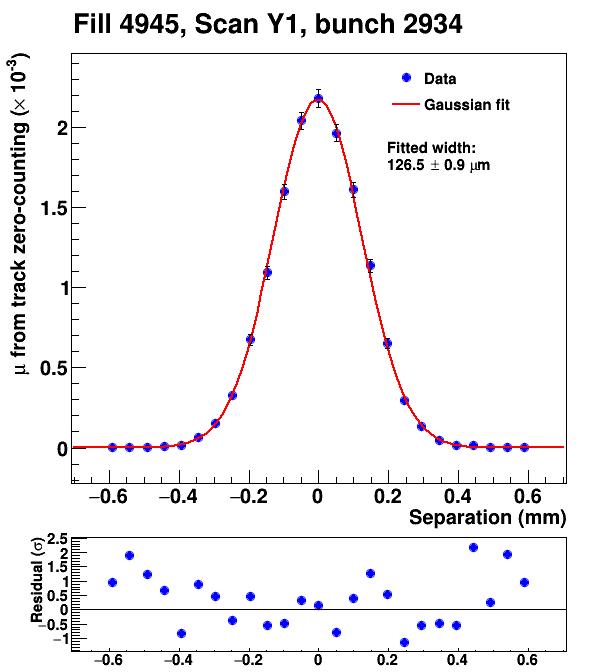 Fill 4945, Scan Y1, bunch 2934
μ from track zero-counting (× 10⁻³)
Data
Gaussian fit
Fitted width:
126.5 ± 0.9 μm
2
1.5
1
0.5
0
−0.6 −0.4 −0.2 0 0.2 0.4 0.6
Separation (mm)
Residual (σ)
2.5
2
1.5
1
0.5
0
−0.5
−1
−0.6 −0.4 −0.2 0 0.2 0.4 0.6